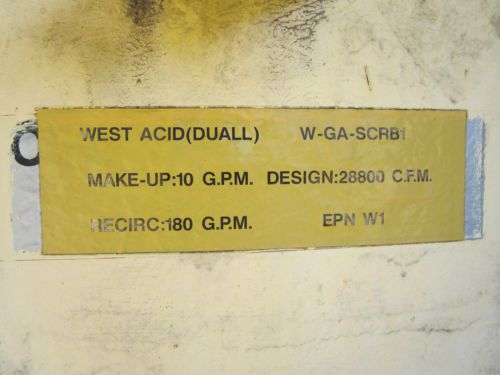 WEST ACID(DUALL) W-GA-SCRB1
MAKE-UP:10 G.P.M. DESIGN:28800 C.F.M.
RECIRC:180 G.P.M. EPN W1